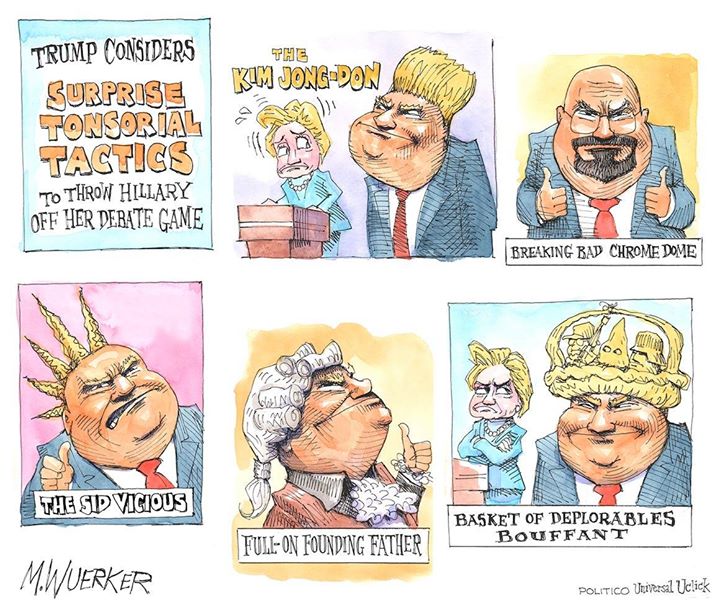 TRUMP CONSIDERS
SURPRISE
TONSORIAL
TACTICS
TO THROW HILLARY
OFF HER DEBATE GAME
THE
KIM JONG-DON
BREAKING BAD CHROME DOME
THE SID VICIOUS
FULL-ON FOUNDING FATHER
BASKET OF DEPLORABLES
BOUFFANT
M.WUERKER
POLITICO Universal Uclick